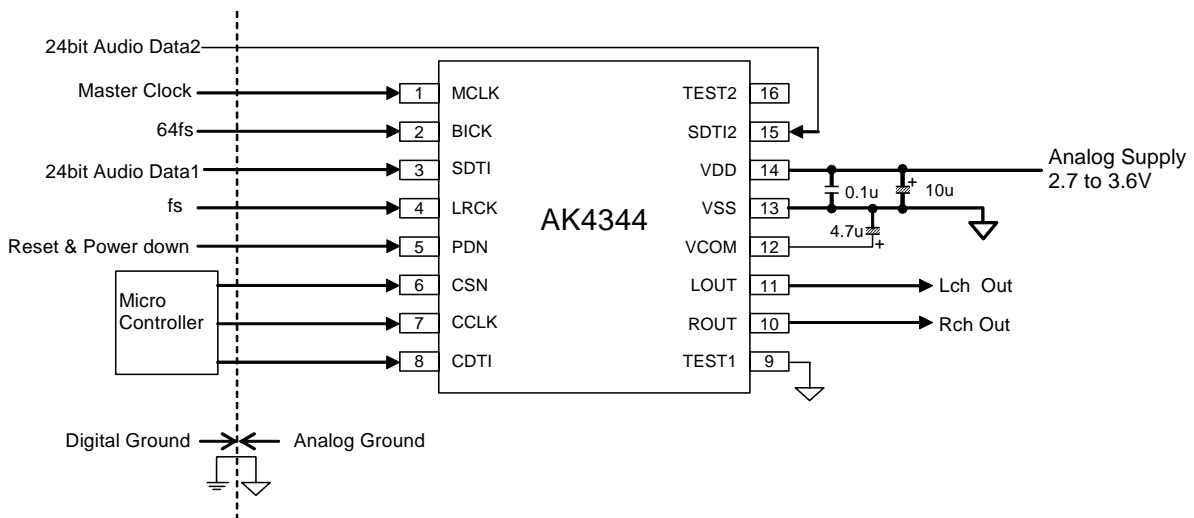 24bit Audio Data2
Master Clock
64fs
24bit Audio Data1
fs
Reset & Power down
Micro
Controller
1 MCLK
2 BICK
3 SDTI
4 LRCK
5 PDN
6 CSN
7 CCLK
8 CDTI
AK4344
TEST2 16
SDTI2 15
VDD 14
VSS 13
VCOM 12
LOUT 11
ROUT 10
TEST1 9
0.1u
+ 10u
4.7u +
Analog Supply
2.7 to 3.6V
Lch Out
Rch Out
Digital Ground
Analog Ground